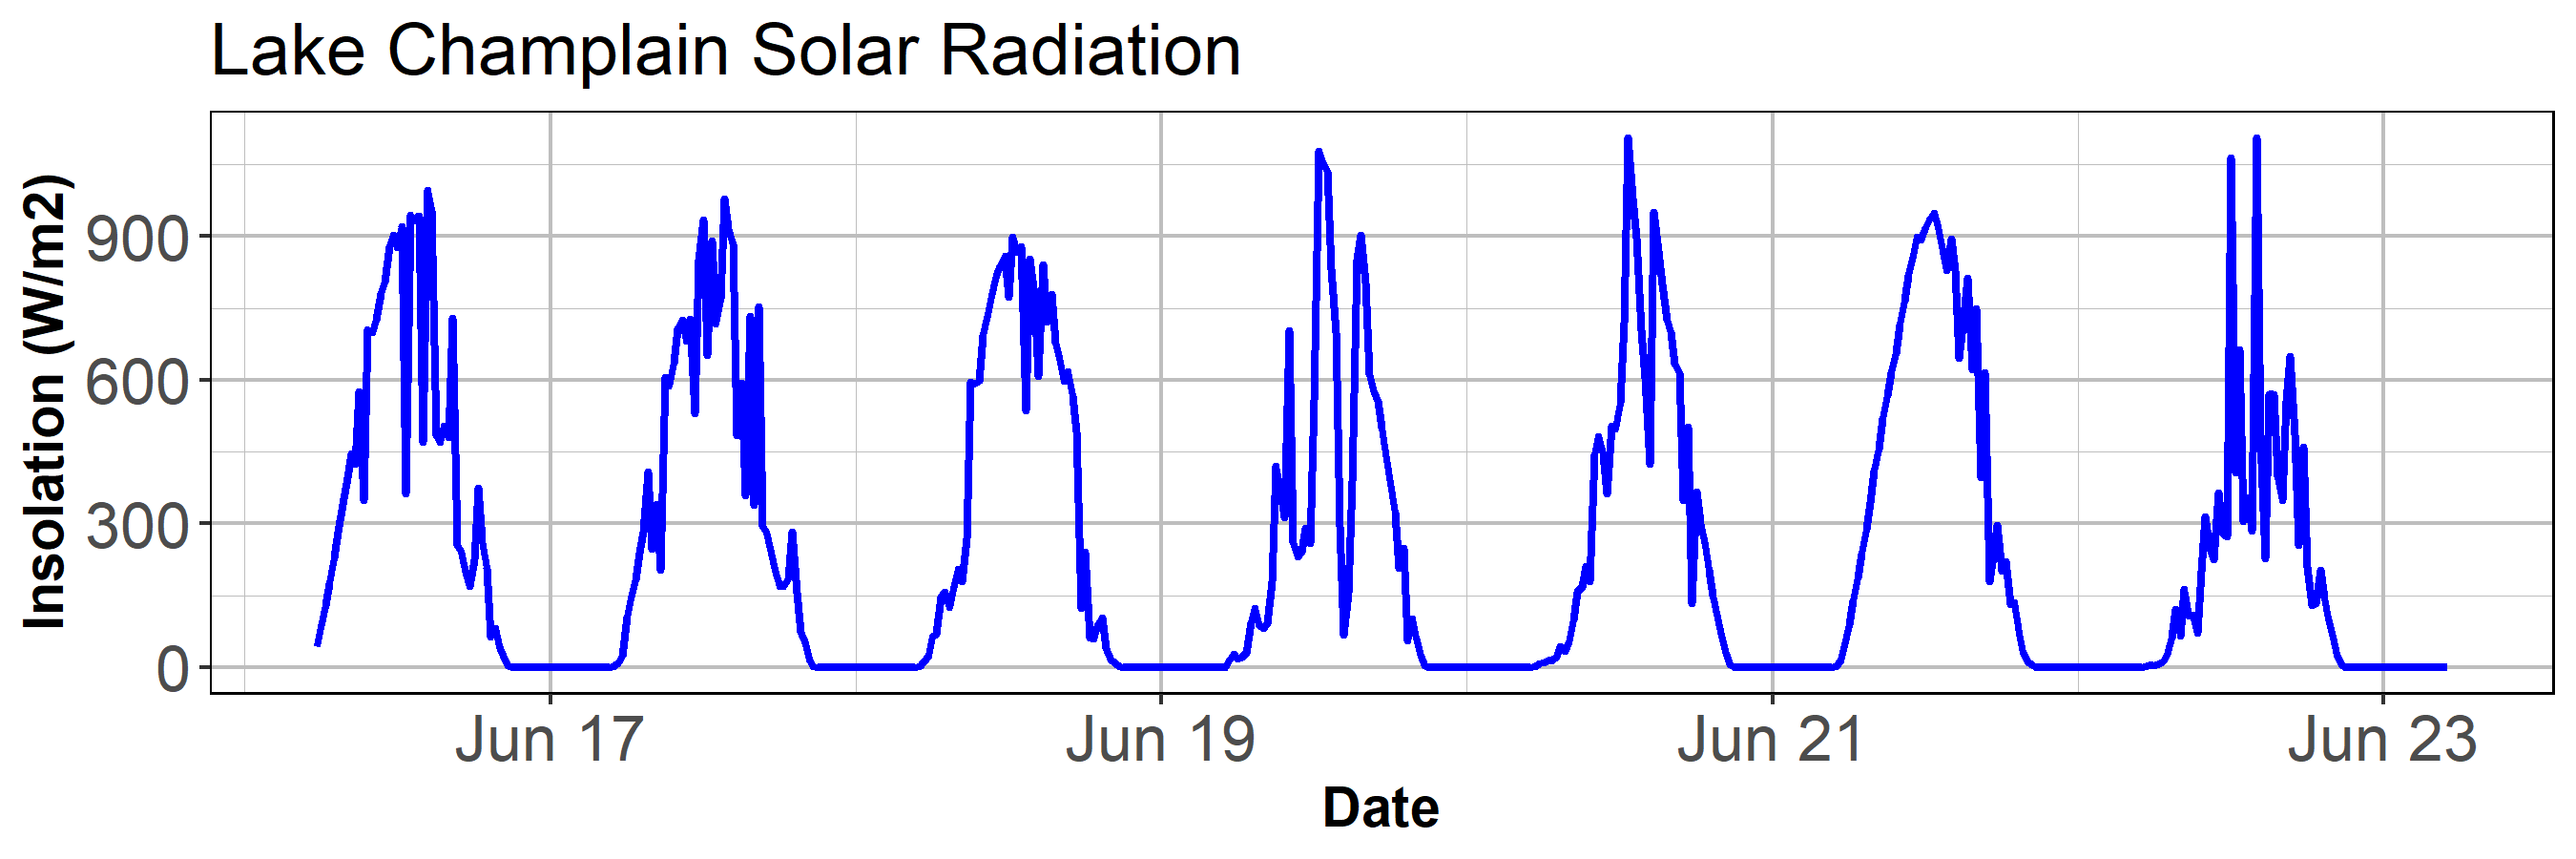 Lake Champlain Solar Radiation
Insolation (W/m2)
900
600
300
0
Jun 17
Jun 19
Jun 21
Jun 23
Date